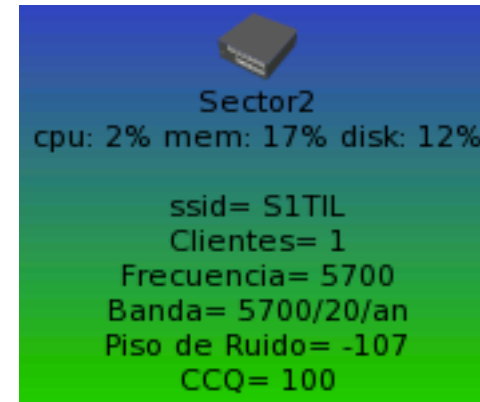 Sector2
cpu: 2% mem: 17% disk: 12%
ssid= S1TIL
Clientes= 1
Frecuencia= 5700
Banda= 5700/20/an
Piso de Ruido= -107
CCQ= 100